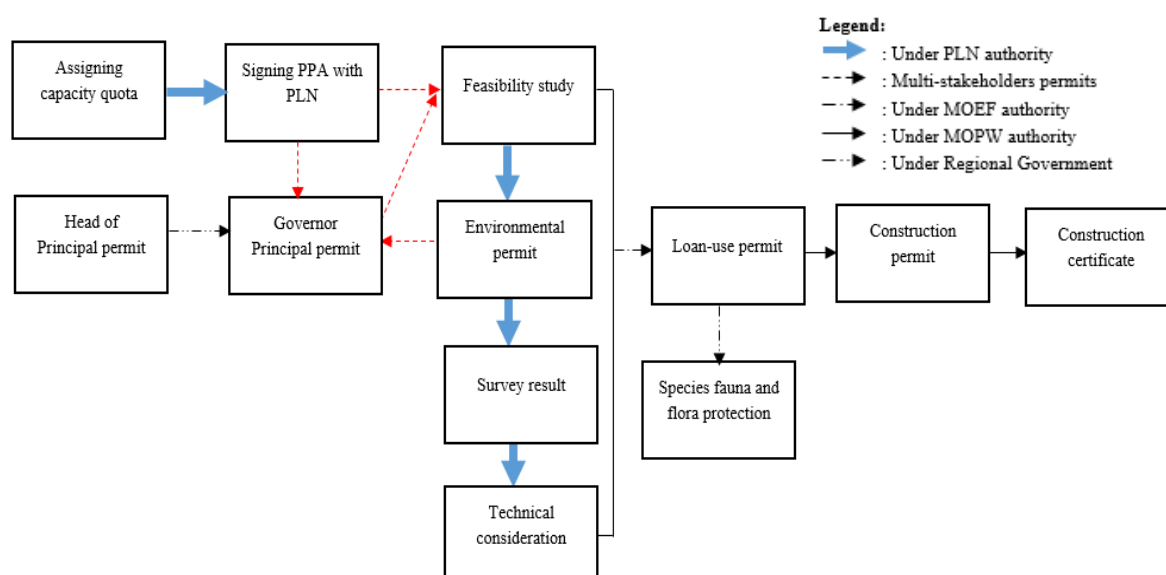 Legend:
: Under PLN authority
: Multi-stakeholders permits
: Under MOEF authority
: Under MOPW authority
: Under Regional Government
Assigning
capacity quota
Signing PPA with
PLN
Feasibility study
Head of
Principal permit
Governor
Principal permit
Environmental
permit
Loan-use permit
Construction
permit
Construction
certificate
Survey result
Species fauna and
flora protection
Technical
consideration